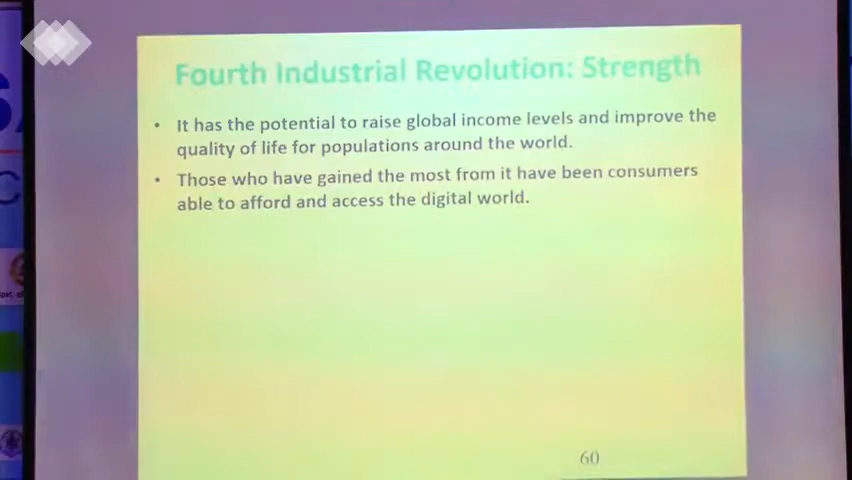 Fourth Industrial Revolution: Strength
• It has the potential to raise global income levels and improve the
quality of life for populations around the world.
• Those who have gained the most from it have been consumers
able to afford and access the digital world.
60